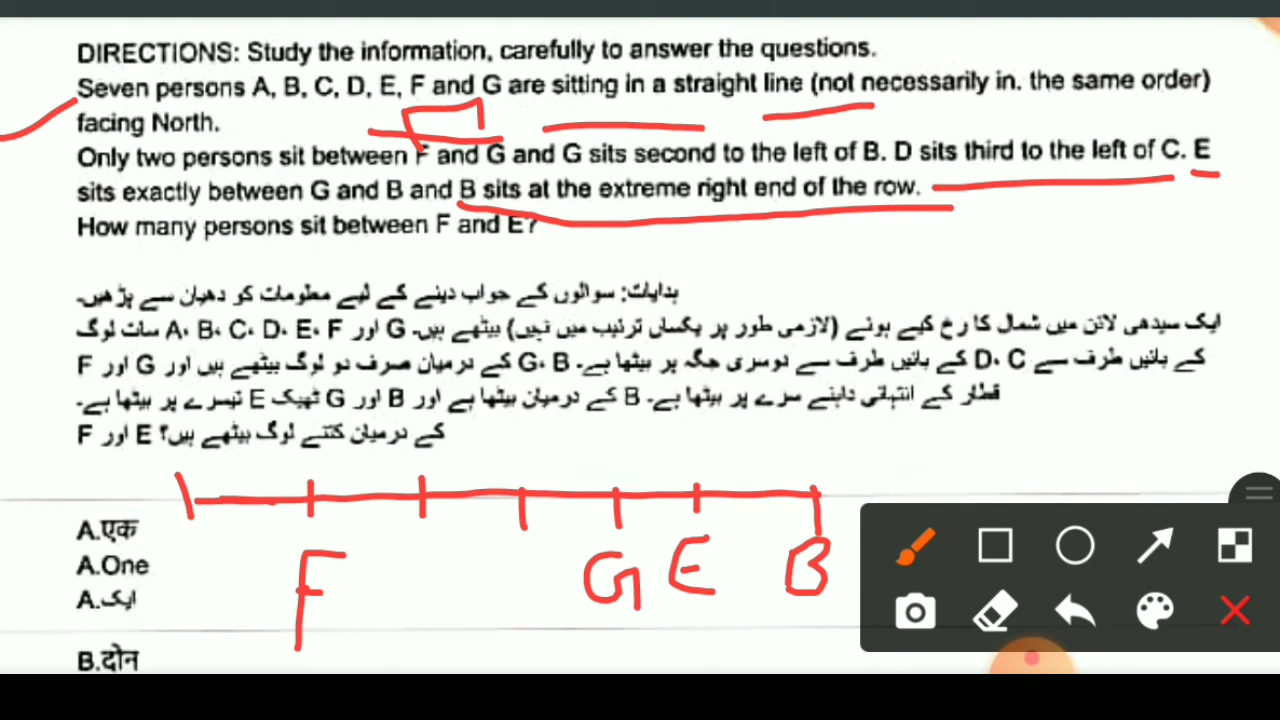 DIRECTIONS: Study the information, carefully to answer the questions.
Seven persons A, B, C, D, E, F and G are sitting in a straight line (not necessarily in. the same order)
facing North.
Only two persons sit between F and G and G sits second to the left of B. D sits third to the left of C. E
sits exactly between G and B and B sits at the extreme right end of the row.
How many persons sit between F and E?
ہدایات: سوالوں کے جواب دینے کے لیے معلومات کو دھیان سے پڑھیں۔
ایک سیدھی لائن میں شمال کا رخ کیے ہوئے (لازمی طور پر یکساں ترتیب میں نہیں) بیٹھے ہیں۔ G اور A، B، C، D، E، F سات لوگ
کے بائیں طرف سے D، C کے بائیں طرف سے دوسری جگہ پر بیٹھا ہے۔ G، B کے درمیان صرف دو لوگ بیٹھے ہیں اور G اور F
قطار کے انتہائی داہنے سرے پر بیٹھا ہے۔ B کے درمیان بیٹھا ہے اور B اور G ٹھیک E تیسرے پر بیٹھا ہے۔
کے درمیان کتنے لوگ بیٹھے ہیں؟ E اور F
F G E B
A.एक
A.One
A.ایک
B.दोन